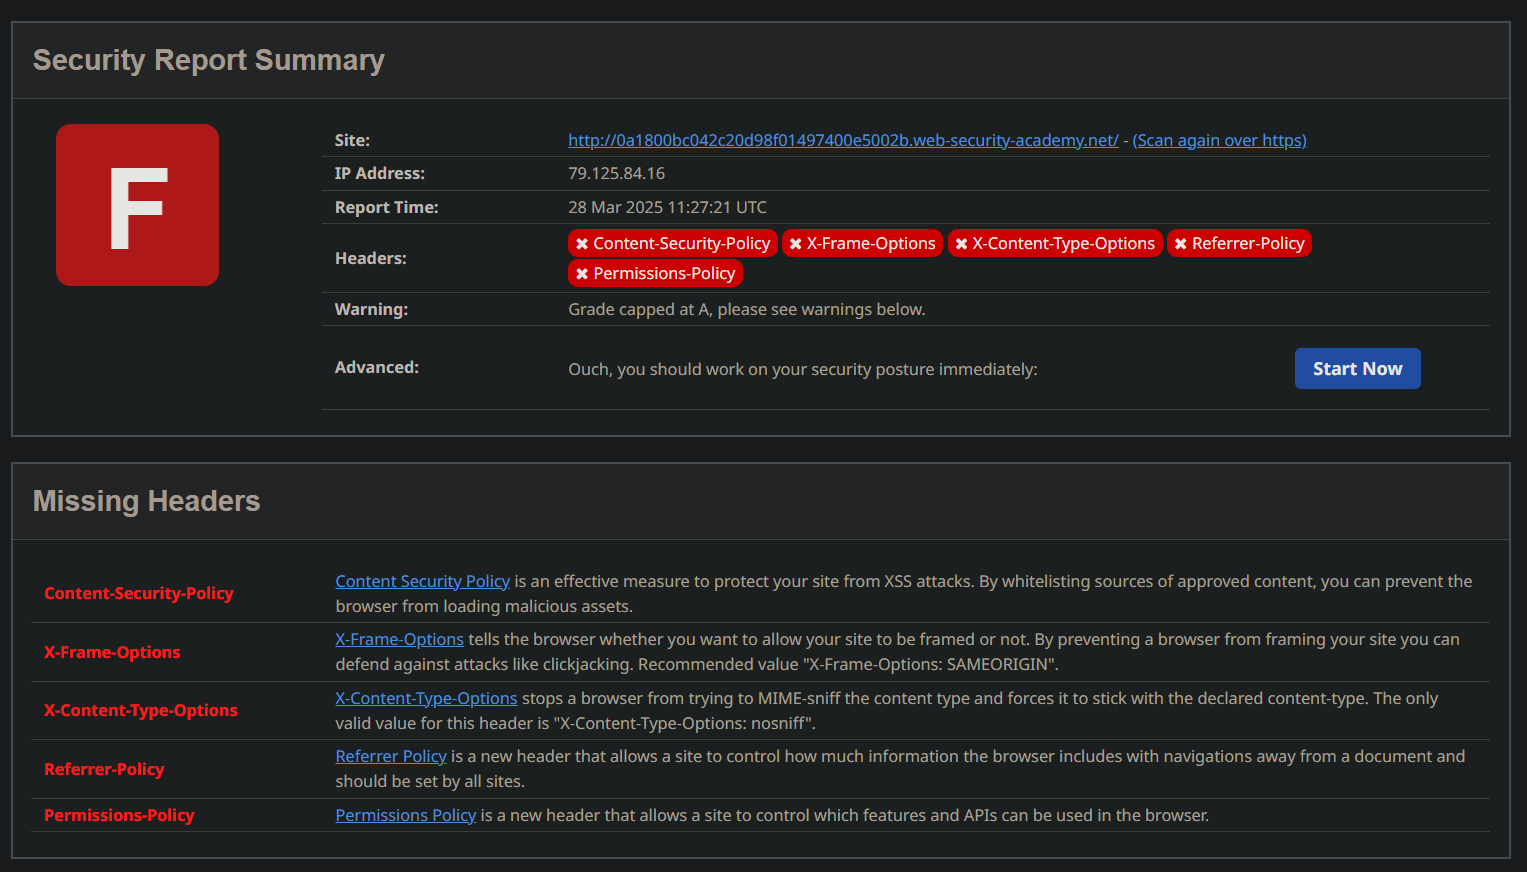 Security Report Summary
F
Site: http://0a1800bc042c20d98f01497400e5002b.web-security-academy.net/ - (Scan again over https)
IP Address: 79.125.84.16
Report Time: 28 Mar 2025 11:27:21 UTC
Headers: ✖ Content-Security-Policy ✖ X-Frame-Options ✖ X-Content-Type-Options ✖ Referrer-Policy
✖ Permissions-Policy
Warning: Grade capped at A, please see warnings below.
Advanced: Ouch, you should work on your security posture immediately: Start Now
Missing Headers
Content-Security-Policy Content Security Policy is an effective measure to protect your site from XSS attacks. By whitelisting sources of approved content, you can prevent the
browser from loading malicious assets.
X-Frame-Options X-Frame-Options tells the browser whether you want to allow your site to be framed or not. By preventing a browser from framing your site you can
defend against attacks like clickjacking. Recommended value "X-Frame-Options: SAMEORIGIN".
X-Content-Type-Options X-Content-Type-Options stops a browser from trying to MIME-sniff the content type and forces it to stick with the declared content-type. The only
valid value for this header is "X-Content-Type-Options: nosniff".
Referrer-Policy Referrer Policy is a new header that allows a site to control how much information the browser includes with navigations away from a document and
should be set by all sites.
Permissions-Policy Permissions Policy is a new header that allows a site to control which features and APIs can be used in the browser.